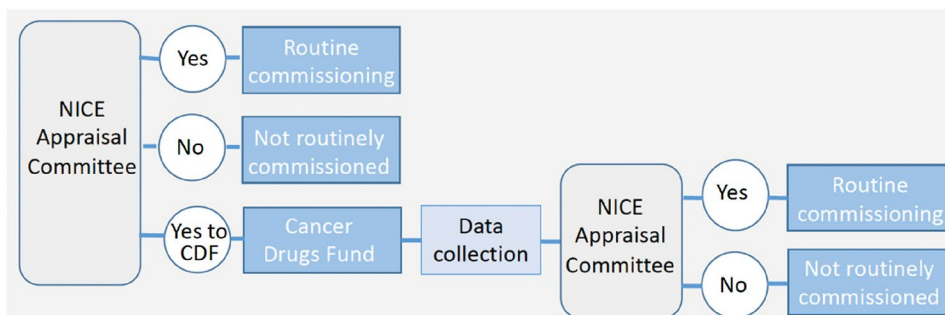 NICE
Appraisal
Committee
Yes
Routine
commissioning
No
Not routinely
commissioned
Yes to
CDF
Cancer
Drugs Fund
Data
collection
NICE
Appraisal
Committee
Yes
Routine
commissioning
No
Not routinely
commissioned